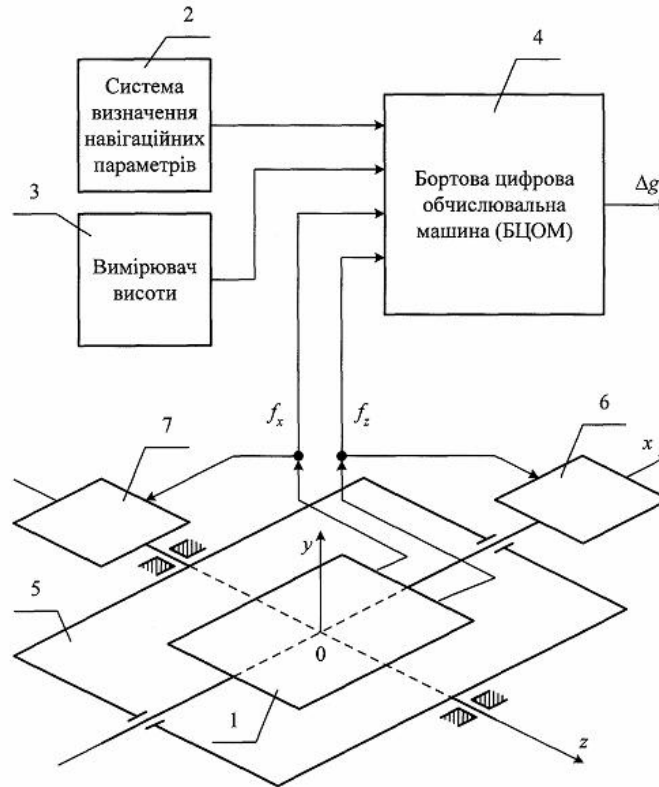 2
4
Система
визначення
навігаційних
параметрів
3
Вимірювач
висоти
Бортова цифрова
обчислювальна
машина (БЦОМ)
Δg
f_x
f_z
7
6
x
y
5
0
1
z